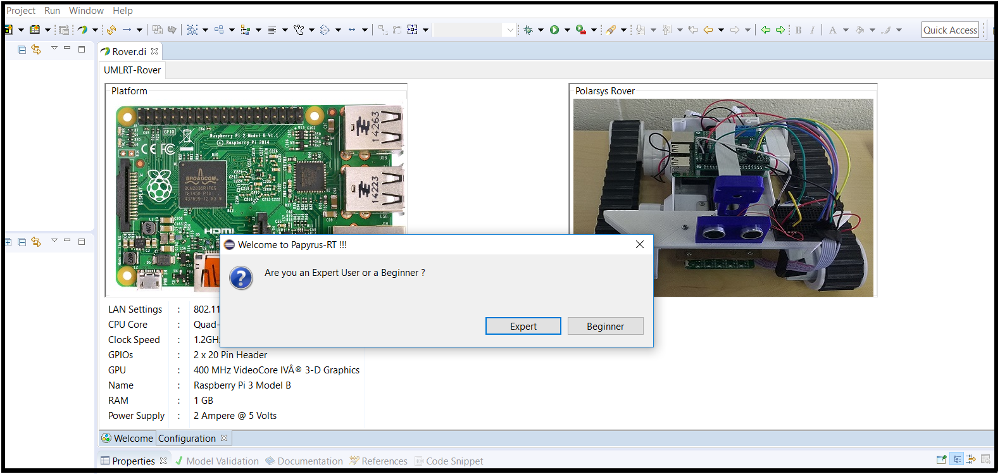 Project Run Window Help
Quick Access
Rover.di
UMLRT-Rover
Platform
Polarsys Rover
GPIO
Raspberry Pi 2 Model B V1.1
© Raspberry Pi 2014
CE FC
14263
USB
BROADCOM
14223
USB
DISPLAY
HDMI
PWR IN
Welcome to Papyrus-RT !!!
Are you an Expert User or a Beginner ?
Expert Beginner
LAN Settings : 802.11
CPU Core : Quad-
Clock Speed : 1.2GH
GPIOs : 2 x 20 Pin Header
GPU : 400 MHz VideoCore IVÂ® 3-D Graphics
Name : Raspberry Pi 3 Model B
RAM : 1 GB
Power Supply : 2 Ampere @ 5 Volts
Welcome Configuration
Properties Model Validation Documentation References Code Snippet